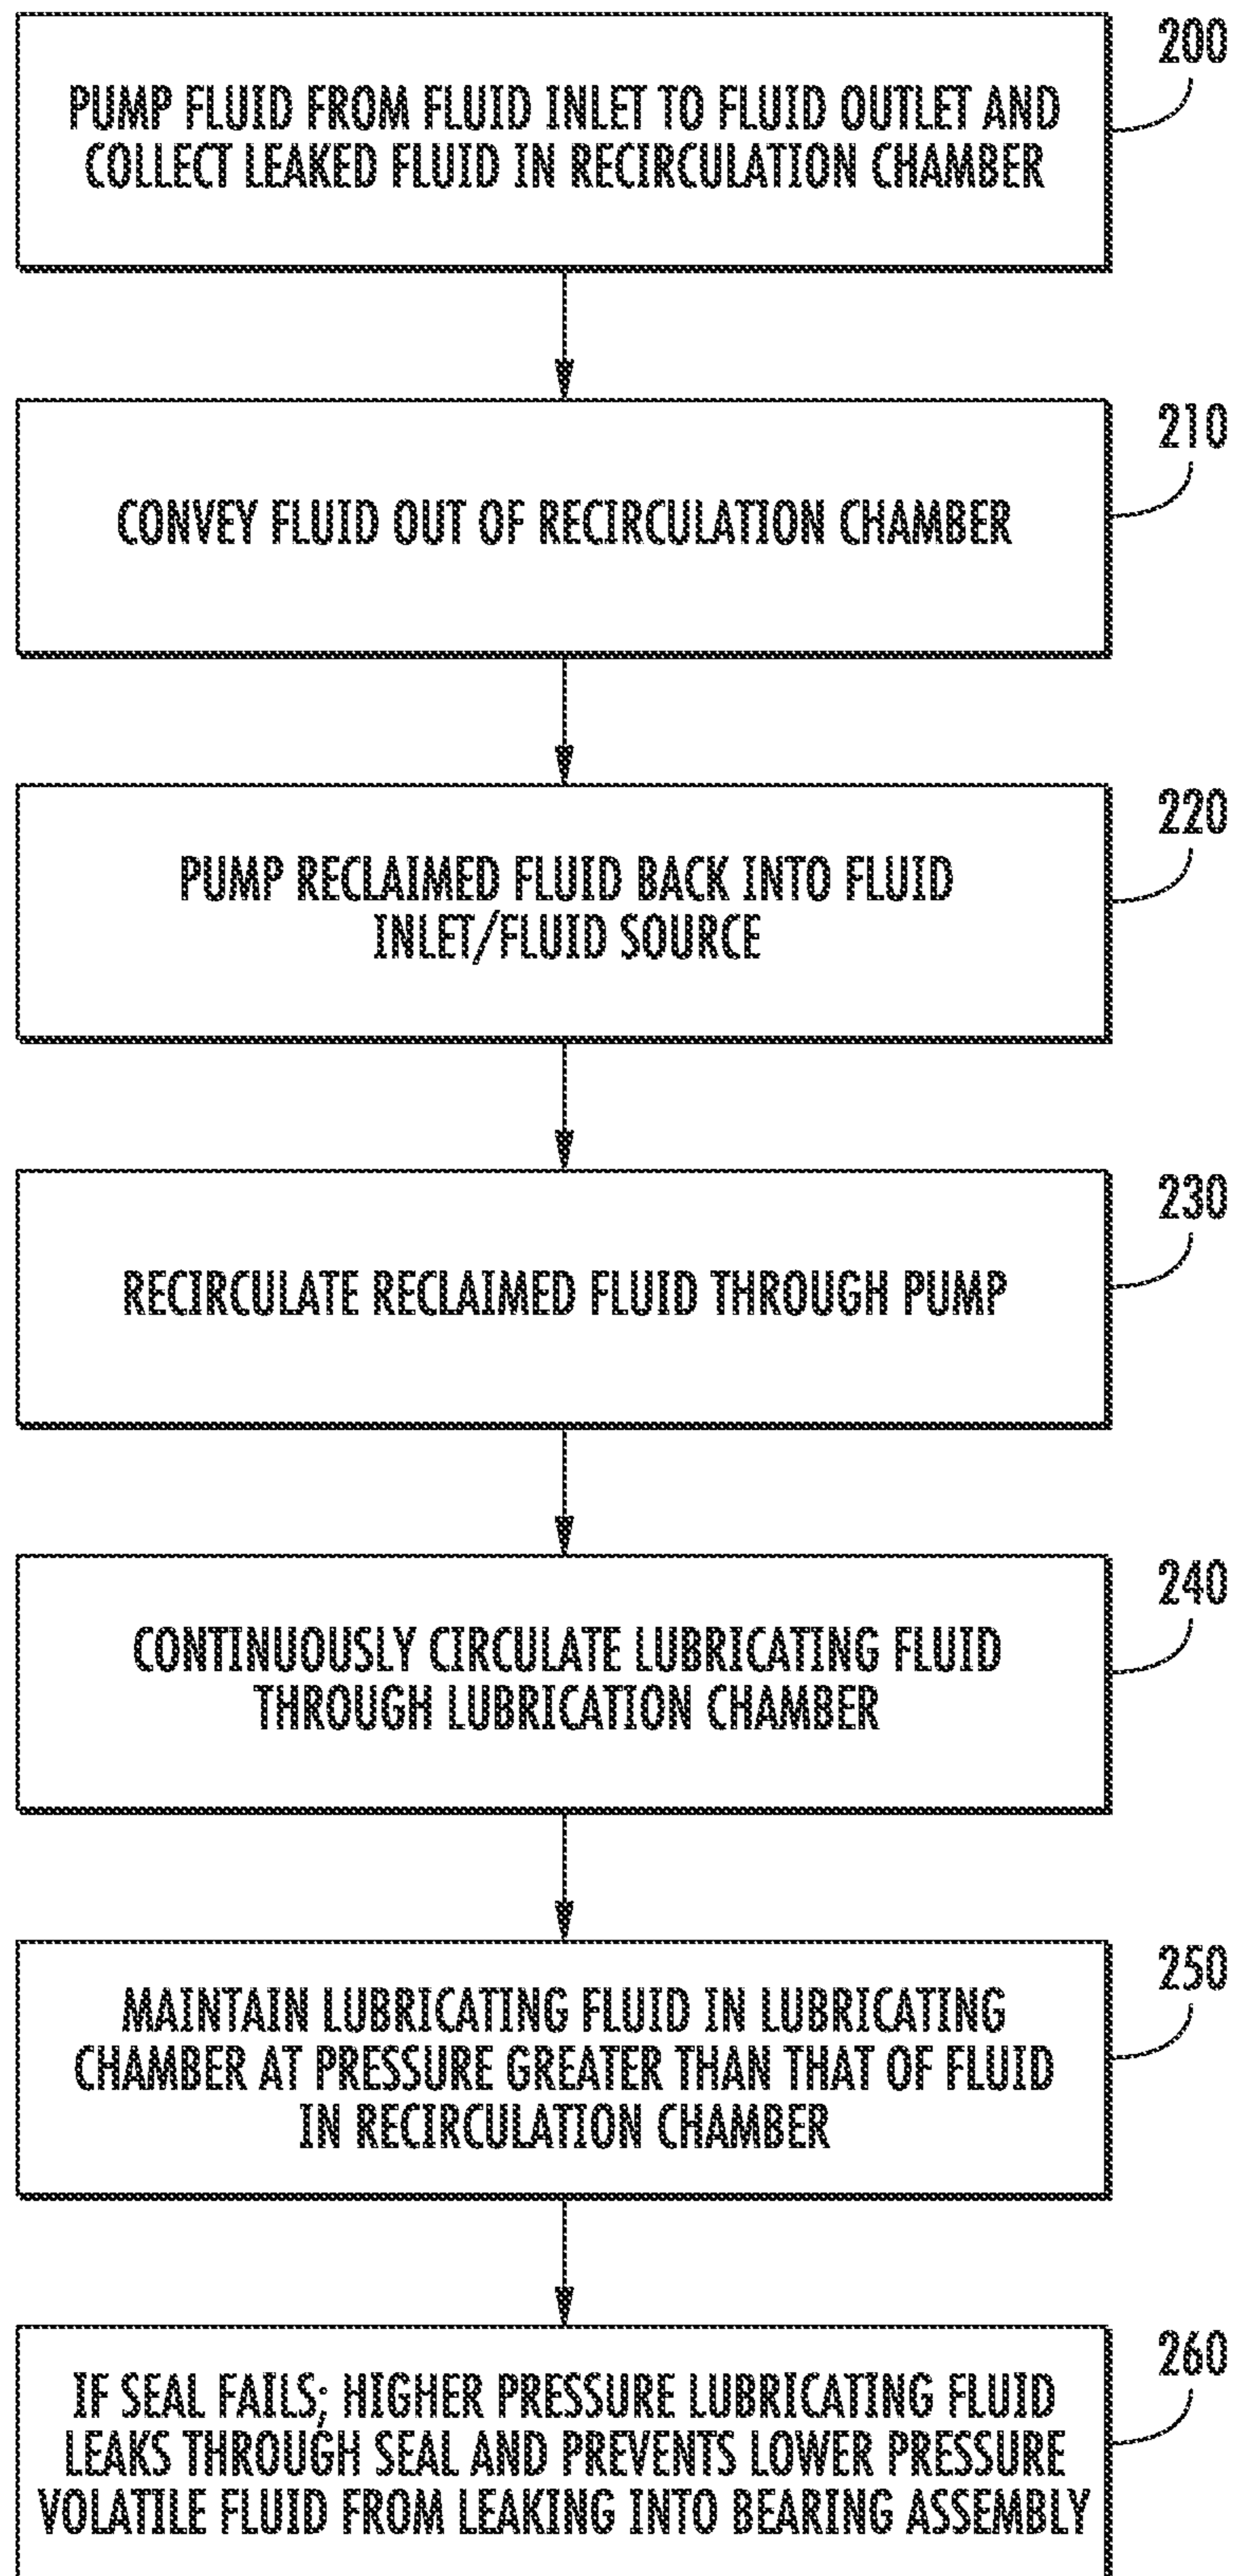 200
PUMP FLUID FROM FLUID INLET TO FLUID OUTLET AND
COLLECT LEAKED FLUID IN RECIRCULATION CHAMBER
210
CONVEY FLUID OUT OF RECIRCULATION CHAMBER
220
PUMP RECLAIMED FLUID BACK INTO FLUID
INLET/FLUID SOURCE
230
RECIRCULATE RECLAIMED FLUID THROUGH PUMP
240
CONTINUOUSLY CIRCULATE LUBRICATING FLUID
THROUGH LUBRICATION CHAMBER
250
MAINTAIN LUBRICATING FLUID IN LUBRICATING
CHAMBER AT PRESSURE GREATER THAN THAT OF FLUID
IN RECIRCULATION CHAMBER
260
IF SEAL FAILS; HIGHER PRESSURE LUBRICATING FLUID
LEAKS THROUGH SEAL AND PREVENTS LOWER PRESSURE
VOLATILE FLUID FROM LEAKING INTO BEARING ASSEMBLY